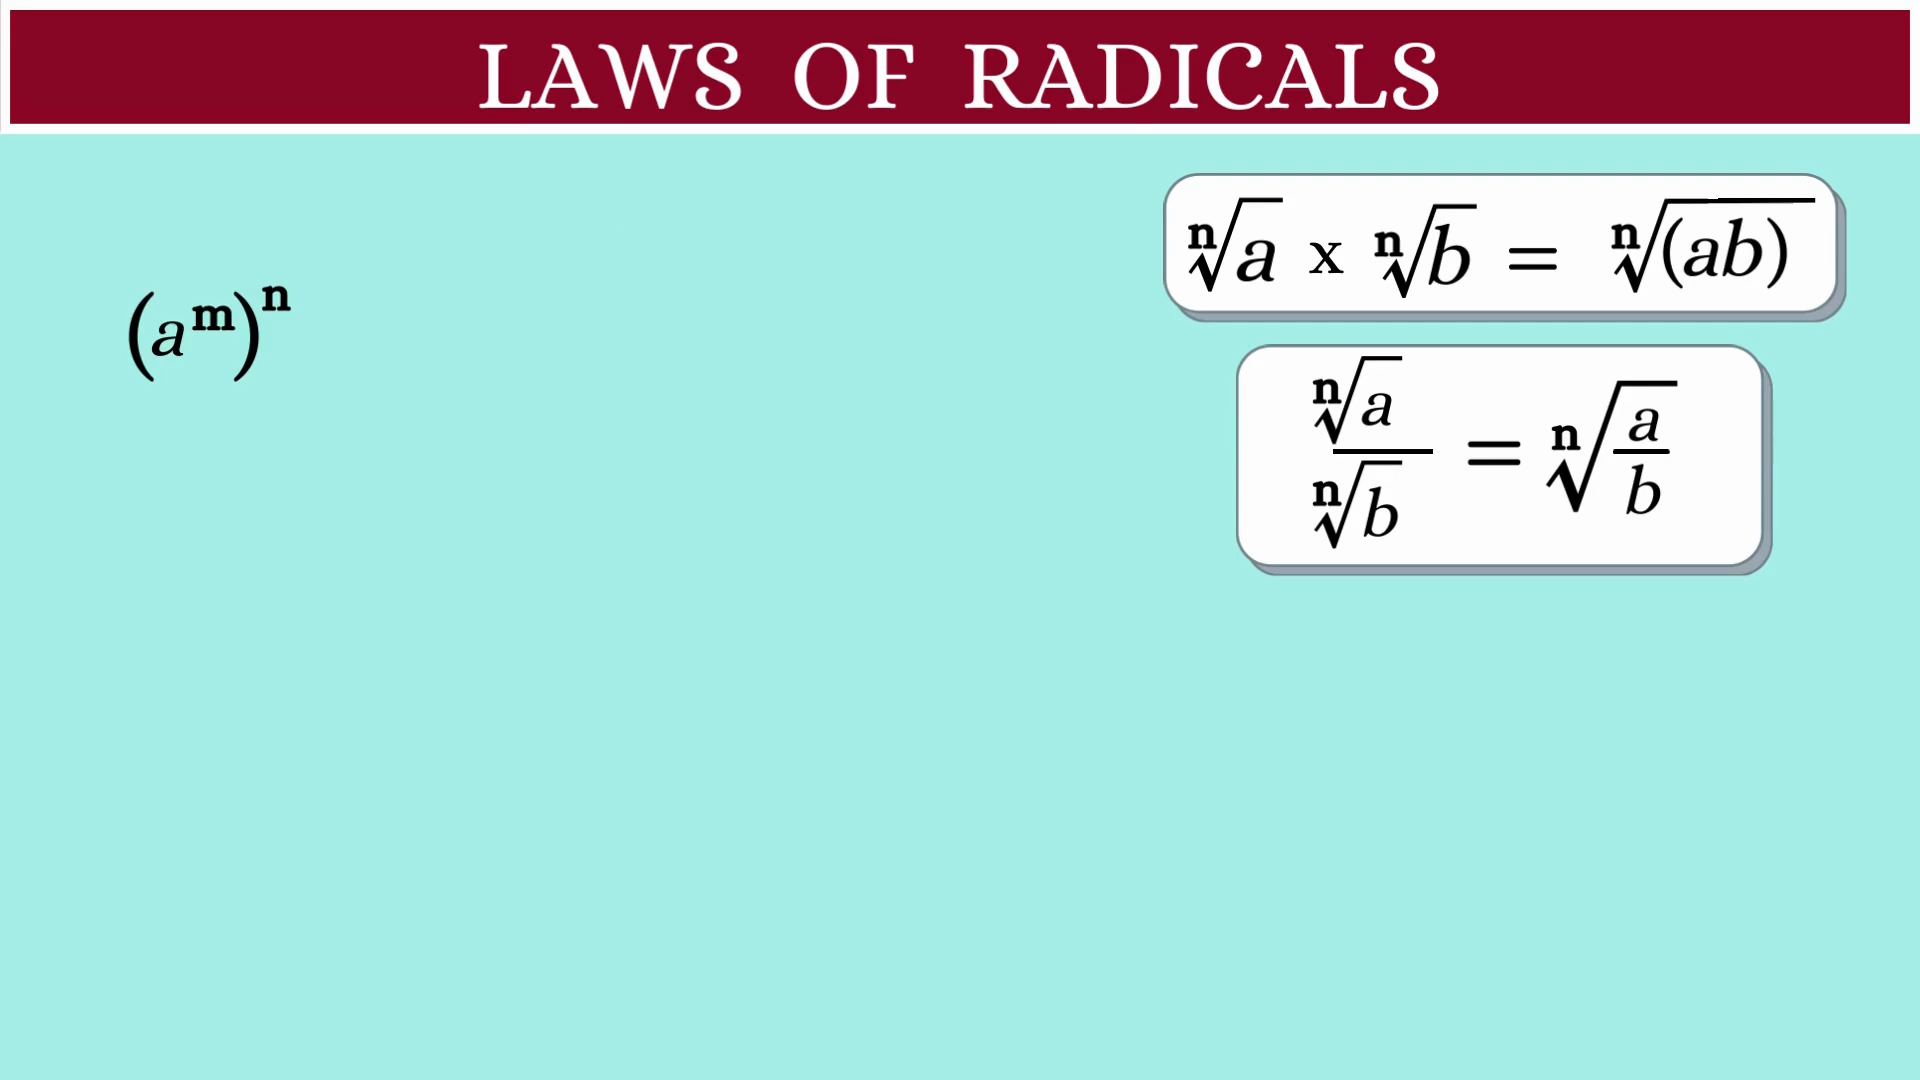 LAWS OF RADICALS
(a^m)^n
ⁿ√a x ⁿ√b = ⁿ√(ab)
ⁿ√a / ⁿ√b = ⁿ√(a/b)